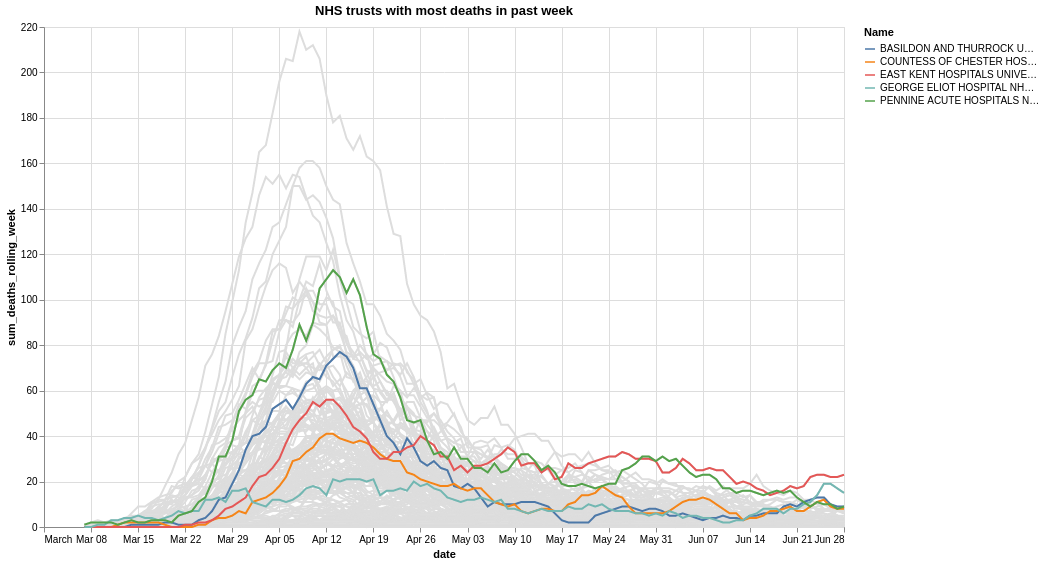 NHS trusts with most deaths in past week
220
200
180
160
140
120
100
80
60
40
20
0
sum_deaths_rolling_week
March
Mar 08
Mar 15
Mar 22
Mar 29
Apr 05
Apr 12
Apr 19
Apr 26
May 03
May 10
May 17
May 24
May 31
Jun 07
Jun 14
Jun 21
Jun 28
date
Name
BASILDON AND THURROCK U…
COUNTESS OF CHESTER HOS…
EAST KENT HOSPITALS UNIVE…
GEORGE ELIOT HOSPITAL NH…
PENNINE ACUTE HOSPITALS N…